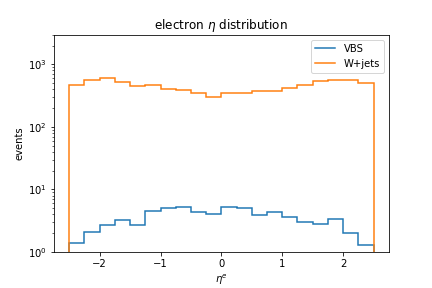 electron η distribution
VBS
W+jets
10³
10²
10¹
10⁰
events
−2
−1
0
1
2
ηᵉ